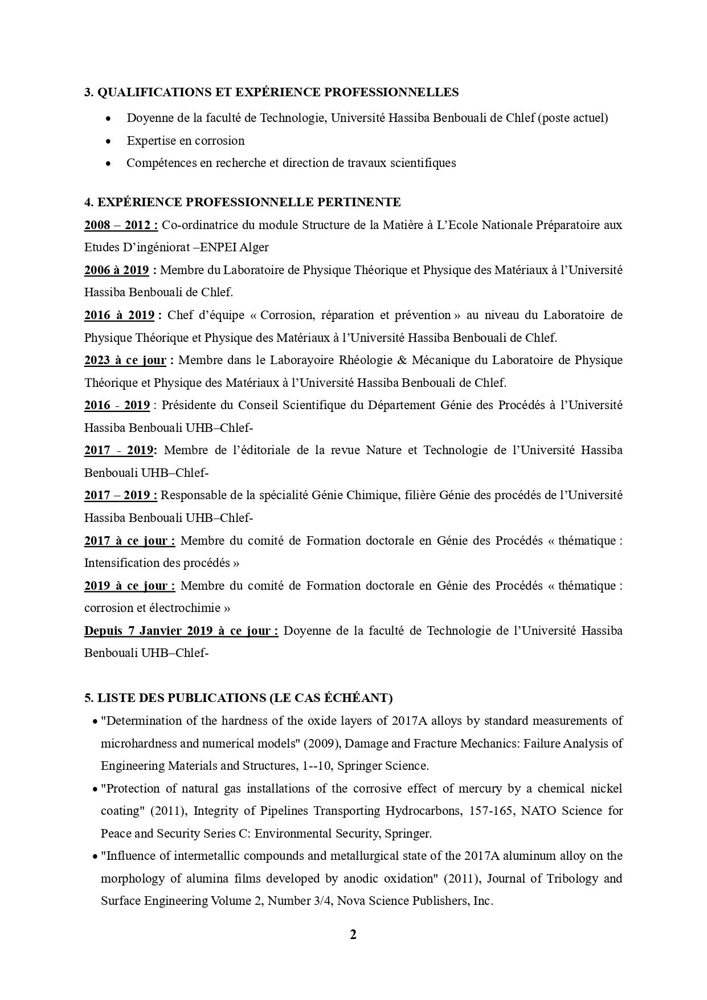 3. QUALIFICATIONS ET EXPÉRIENCE PROFESSIONNELLES
• Doyenne de la faculté de Technologie, Université Hassiba Benbouali de Chlef (poste actuel)
• Expertise en corrosion
• Compétences en recherche et direction de travaux scientifiques
4. EXPÉRIENCE PROFESSIONNELLE PERTINENTE
2008 – 2012 : Co-ordinatrice du module Structure de la Matière à L’Ecole Nationale Préparatoire aux
Etudes D’ingéniorat –ENPEI Alger
2006 à 2019 : Membre du Laboratoire de Physique Théorique et Physique des Matériaux à l’Université
Hassiba Benbouali de Chlef.
2016 à 2019 : Chef d’équipe « Corrosion, réparation et prévention » au niveau du Laboratoire de
Physique Théorique et Physique des Matériaux à l’Université Hassiba Benbouali de Chlef.
2023 à ce jour : Membre dans le Laborayoire Rhéologie & Mécanique du Laboratoire de Physique
Théorique et Physique des Matériaux à l’Université Hassiba Benbouali de Chlef.
2016 - 2019 : Présidente du Conseil Scientifique du Département Génie des Procédés à l’Université
Hassiba Benbouali UHB–Chlef-
2017 - 2019: Membre de l’éditoriale de la revue Nature et Technologie de l’Université Hassiba
Benbouali UHB–Chlef-
2017 – 2019 : Responsable de la spécialité Génie Chimique, filière Génie des procédés de l’Université
Hassiba Benbouali UHB–Chlef-
2017 à ce jour : Membre du comité de Formation doctorale en Génie des Procédés « thématique :
Intensification des procédés »
2019 à ce jour : Membre du comité de Formation doctorale en Génie des Procédés « thématique :
corrosion et électrochimie »
Depuis 7 Janvier 2019 à ce jour : Doyenne de la faculté de Technologie de l’Université Hassiba
Benbouali UHB–Chlef-
5. LISTE DES PUBLICATIONS (LE CAS ÉCHÉANT)
• "Determination of the hardness of the oxide layers of 2017A alloys by standard measurements of
microhardness and numerical models" (2009), Damage and Fracture Mechanics: Failure Analysis of
Engineering Materials and Structures, 1--10, Springer Science.
• "Protection of natural gas installations of the corrosive effect of mercury by a chemical nickel
coating" (2011), Integrity of Pipelines Transporting Hydrocarbons, 157-165, NATO Science for
Peace and Security Series C: Environmental Security, Springer.
• "Influence of intermetallic compounds and metallurgical state of the 2017A aluminum alloy on the
morphology of alumina films developed by anodic oxidation" (2011), Journal of Tribology and
Surface Engineering Volume 2, Number 3/4, Nova Science Publishers, Inc.
2